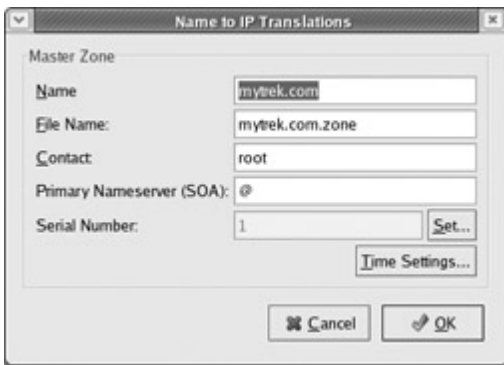 Name to IP Translations
Master Zone
Name mytrek.com
File Name: mytrek.com.zone
Contact root
Primary Nameserver (SOA): @
Serial Number: 1 Set...
Time Settings...
Cancel OK